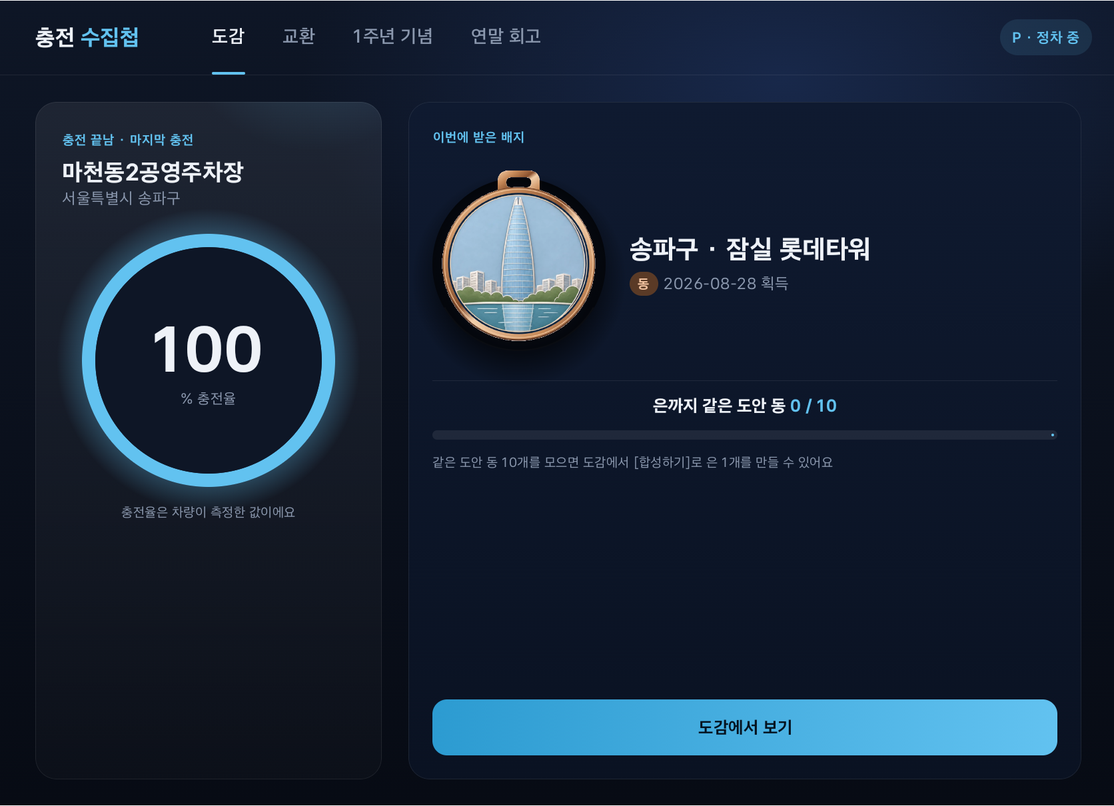 충전 수집첩
도감
교환
1주년 기념
연말 회고
P · 정차 중
충전 끝남 · 마지막 충전
마천동2공영주차장
서울특별시 송파구
100
% 충전율
충전율은 차량이 측정한 값이에요
이번에 받은 배지
송파구 · 잠실 롯데타워
동 2026-08-28 획득
은까지 같은 도안 동 0 / 10
같은 도안 동 10개를 모으면 도감에서 [합성하기]로 은 1개를 만들 수 있어요
도감에서 보기